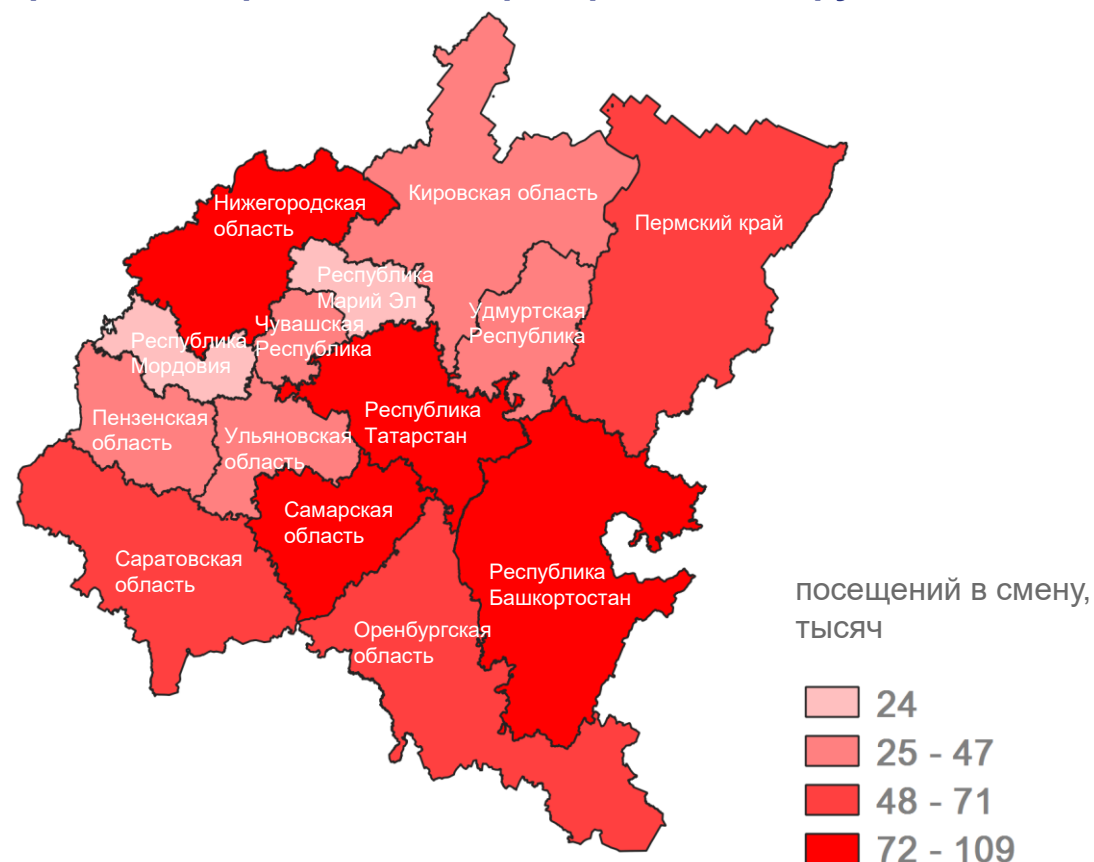 Нижегородская
область
Кировская область
Пермский край
Республика
Марий Эл
Удмуртская
Республика
Чувашская
Республика
Республика
Мордовия
Пензенская
область
Ульяновская
область
Республика
Татарстан
Самарская
область
Саратовская
область
Республика
Башкортостан
Оренбургская
область
посещений в смену,
тысяч
24
25 - 47
48 - 71
72 - 109